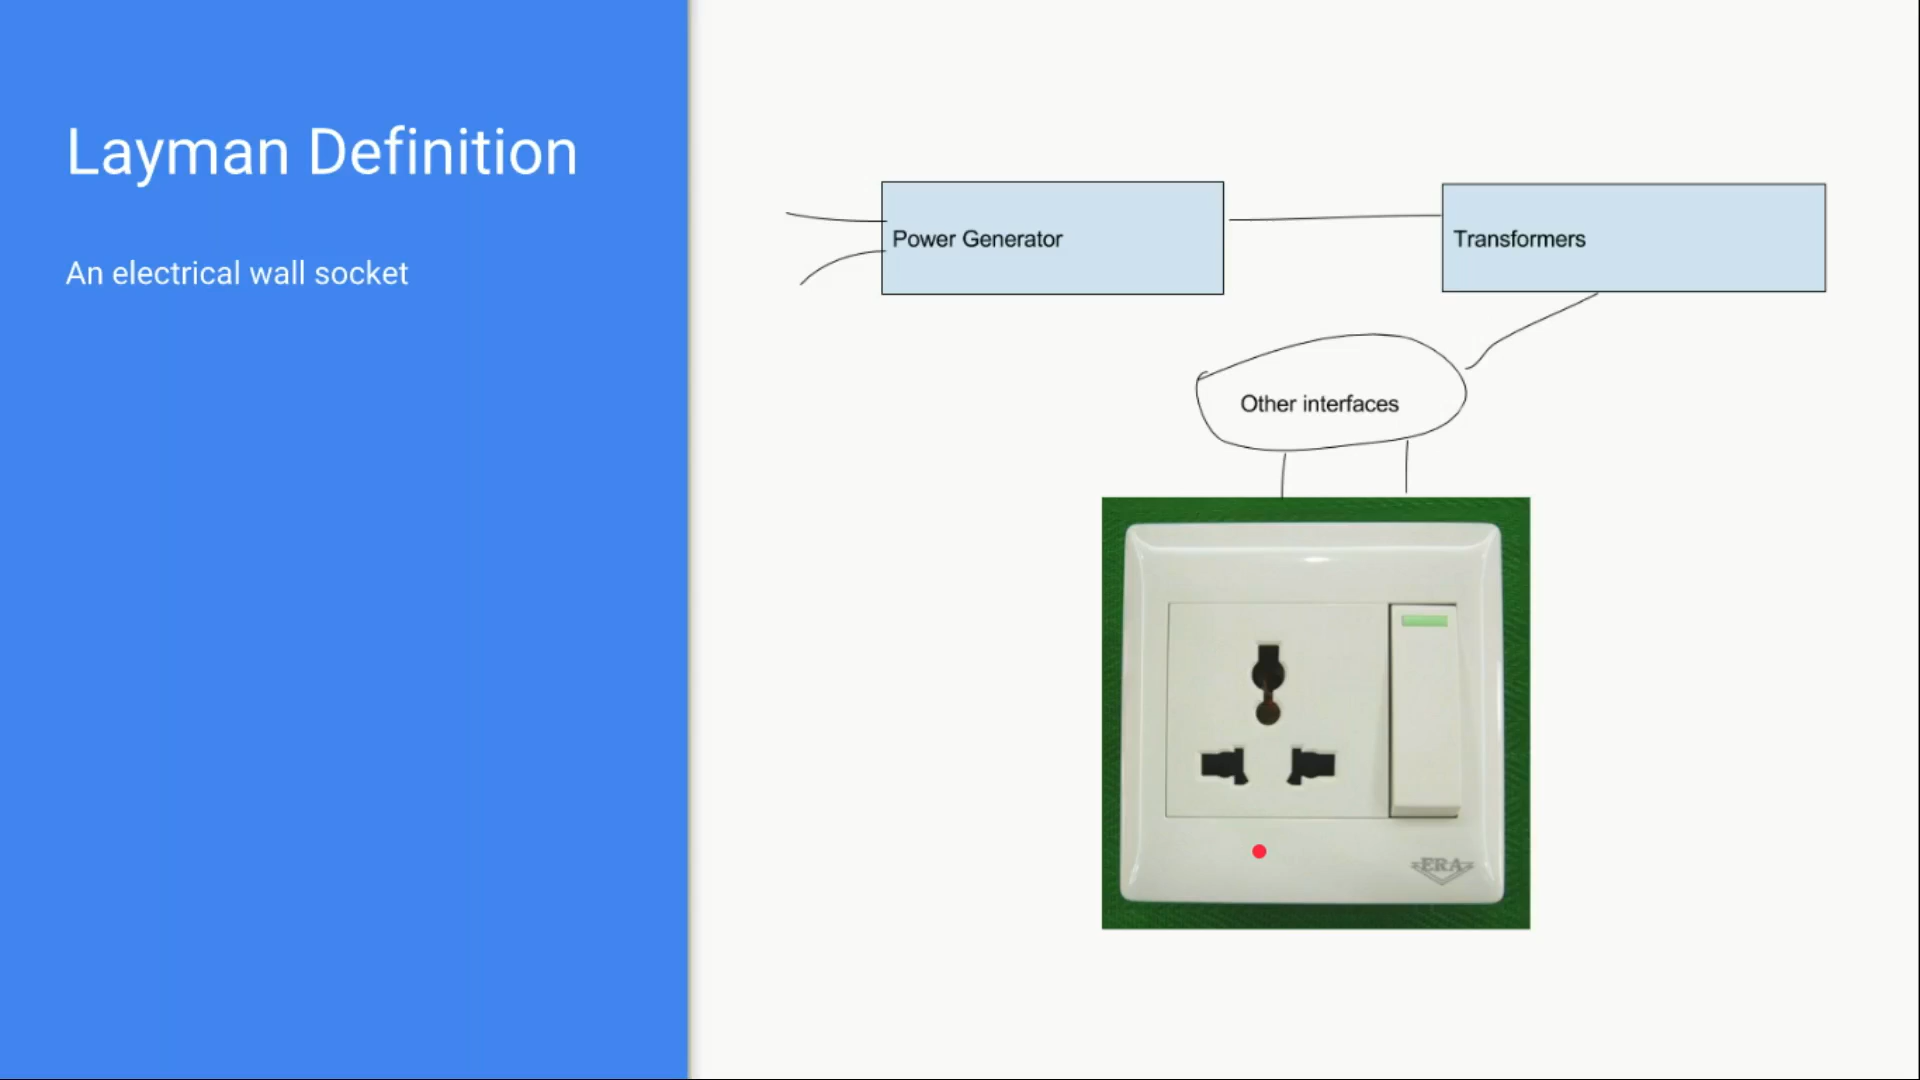 Layman Definition
An electrical wall socket
Power Generator
Transformers
Other interfaces
ERA